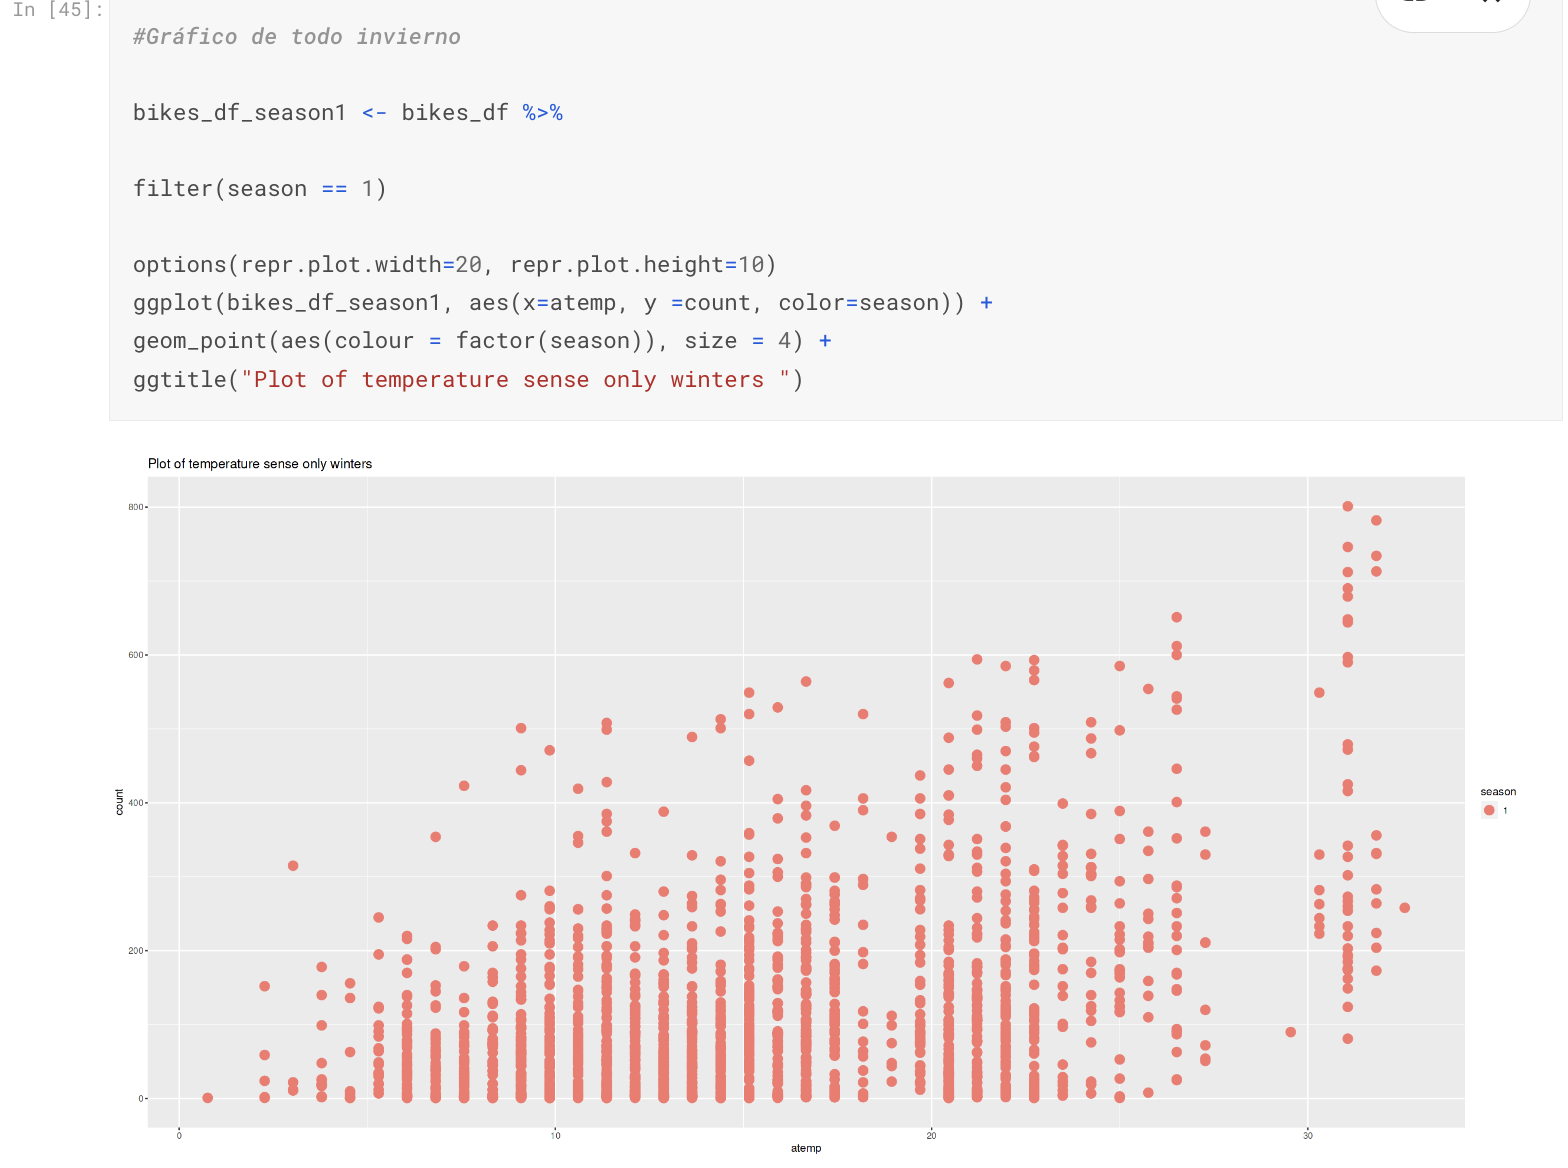 In [45]:
#Gráfico de todo invierno
bikes_df_season1 <- bikes_df %>%
filter(season == 1)
options(repr.plot.width=20, repr.plot.height=10)
ggplot(bikes_df_season1, aes(x=atemp, y =count, color=season)) +
geom_point(aes(colour = factor(season)), size = 4) +
ggtitle("Plot of temperature sense only winters ")
Plot of temperature sense only winters
800
600
400
200
0
count
0 10 20 30
atemp
season
1